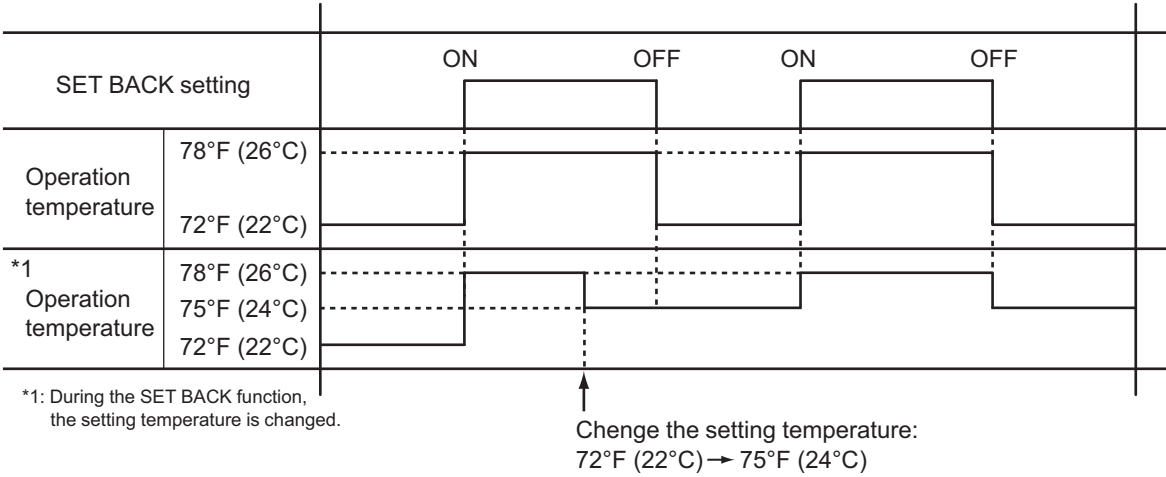 ON OFF ON OFF
SET BACK setting
78°F (26°C)
Operation
temperature
72°F (22°C)
*1
78°F (26°C)
Operation
75°F (24°C)
temperature
72°F (22°C)
*1: During the SET BACK function,
the setting temperature is changed.
Chenge the setting temperature:
72°F (22°C) → 75°F (24°C)